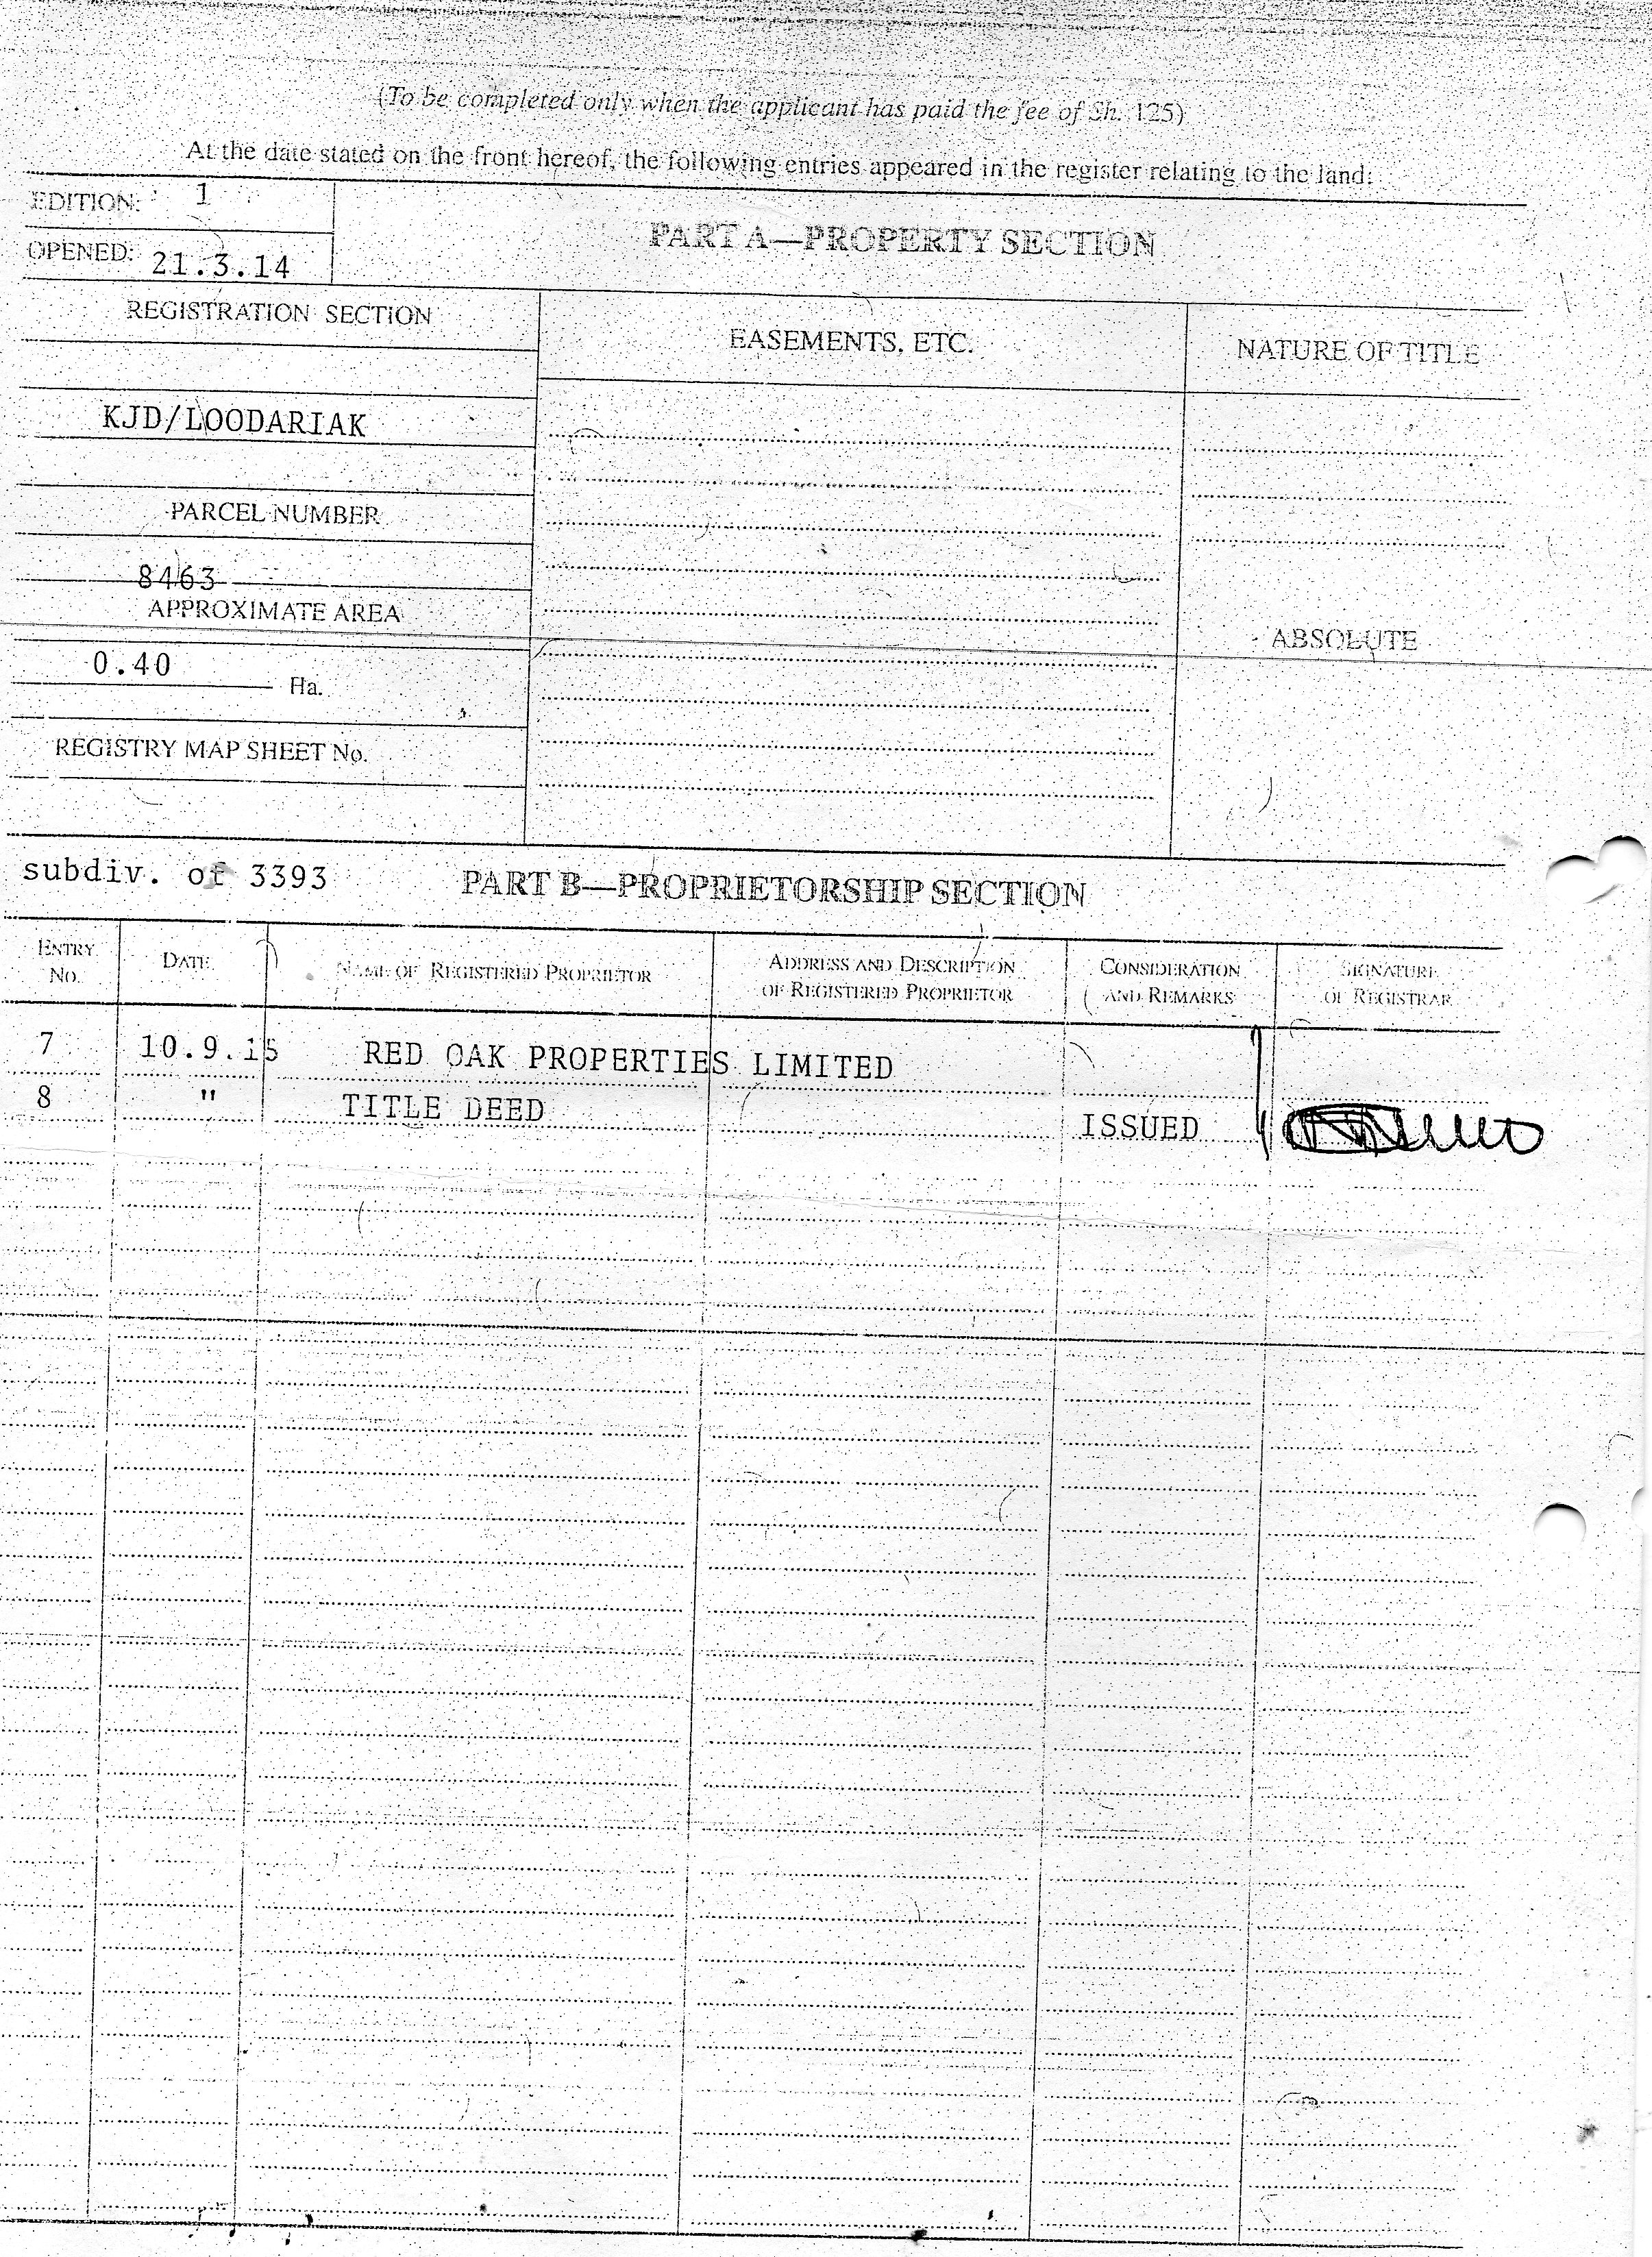 (To be completed only when the applicant has paid the fee of Sh. 125)
At the date stated on the front hereof, the following entries appeared in the register relating to the land:
EDITION: 1
OPENED: 21.3.14
PART A—PROPERTY SECTION
REGISTRATION SECTION
EASEMENTS, ETC.
NATURE OF TITLE
KJD/LOODARIAK
PARCEL NUMBER
8463
APPROXIMATE AREA
ABSOLUTE
0.40 Ha.
REGISTRY MAP SHEET No.
subdiv. of 3393
PART B—PROPRIETORSHIP SECTION
ENTRY No. DATE NAME OF REGISTERED PROPRIETOR ADDRESS AND DESCRIPTION OF REGISTERED PROPRIETOR CONSIDERATION AND REMARKS SIGNATURE OF REGISTRAR
7 10.9.15 RED OAK PROPERTIES LIMITED
8 " TITLE DEED ISSUED